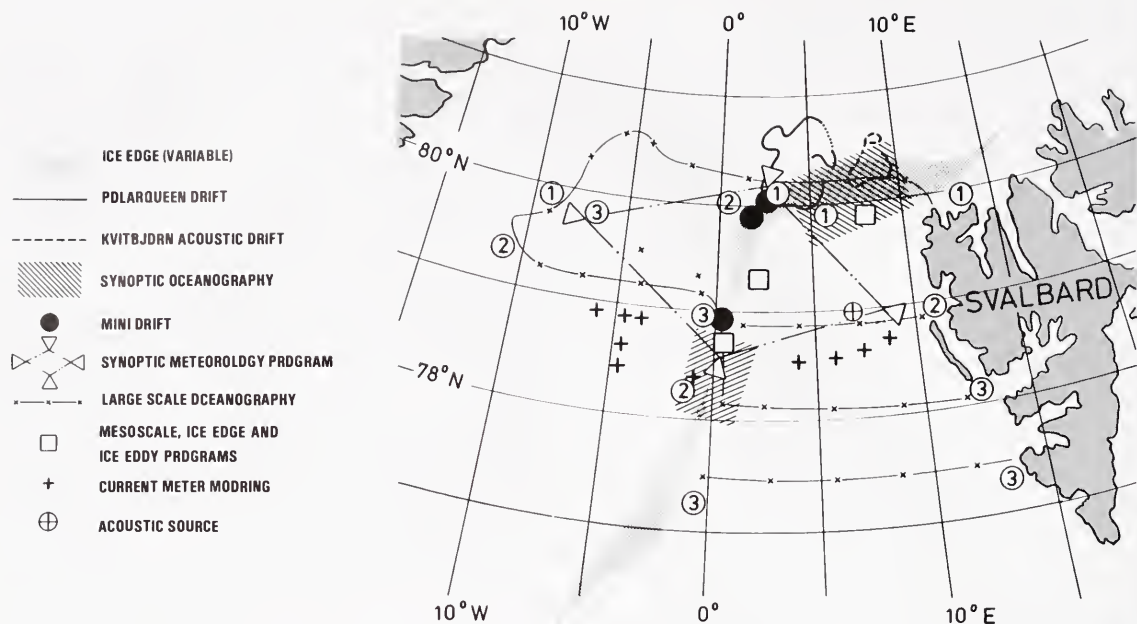 10°W 0° 10°E
80°N
78°N
ICE EDGE (VARIABLE)
PDLARQUEEN DRIFT
KVITBJDRN ACOUSTIC DRIFT
SYNOPTIC OCEANOGRAPHY
MINI DRIFT
SYNOPTIC METEOROLDGY PRDGRAM
LARGE SCALE DCEANOGRAPHY
MESOSCALE, ICE EDGE AND
ICE EDDY PRDGRAMS
CURRENT METER MODRING
ACOUSTIC SOURCE
1
3
2
2
1
1
1
3
2
SVALBARD
2
3
3
3
10°W 0° 10°E